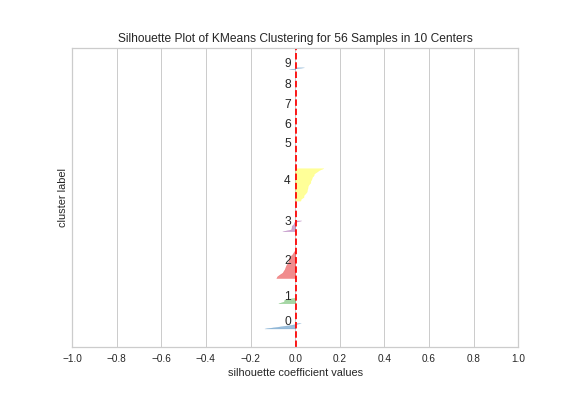 Silhouette Plot of KMeans Clustering for 56 Samples in 10 Centers
9
8
7
6
5
4
3
2
1
0
cluster label
−1.0 −0.8 −0.6 −0.4 −0.2 0.0 0.2 0.4 0.6 0.8 1.0
silhouette coefficient values